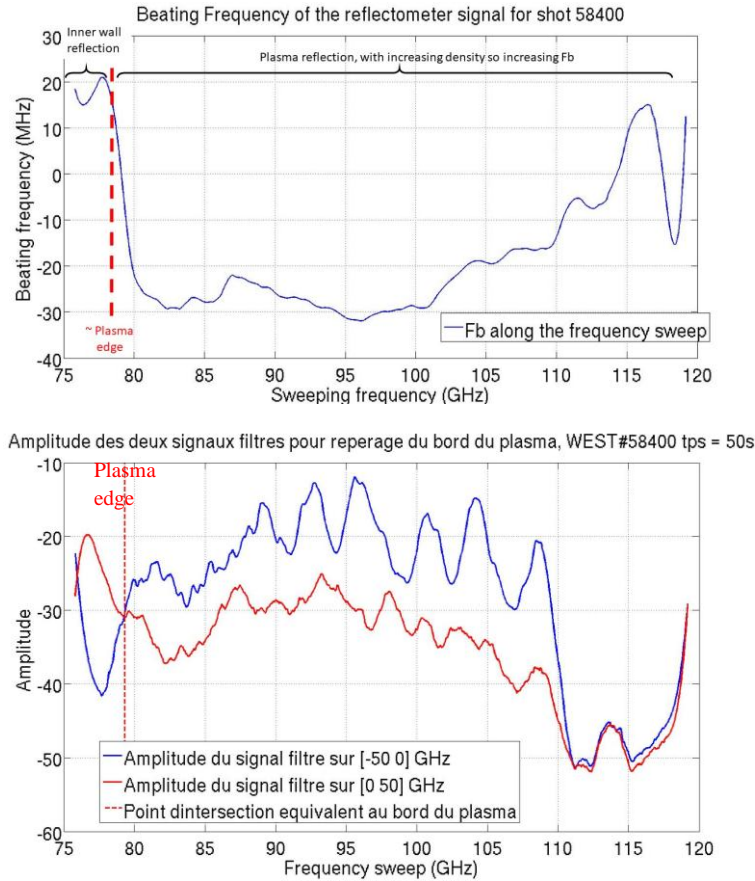 Beating Frequency of the reflectometer signal for shot 58400
Inner wall
reflection
Plasma reflection, with increasing density so increasing Fb
30
20
10
0
-10
-20
-30
-40
Beating frequency (MHz)
~ Plasma
edge
Fb along the frequency sweep
75 80 85 90 95 100 105 110 115 120
Sweeping frequency (GHz)
Amplitude des deux signaux filtres pour reperage du bord du plasma, WEST#58400 tps = 50s
-10
-20
-30
-40
-50
-60
Amplitude
Plasma
edge
Amplitude du signal filtre sur [-50 0] GHz
Amplitude du signal filtre sur [0 50] GHz
Point dintersection equivalent au bord du plasma
75 80 85 90 95 100 105 110 115 120
Frequency sweep (GHz)